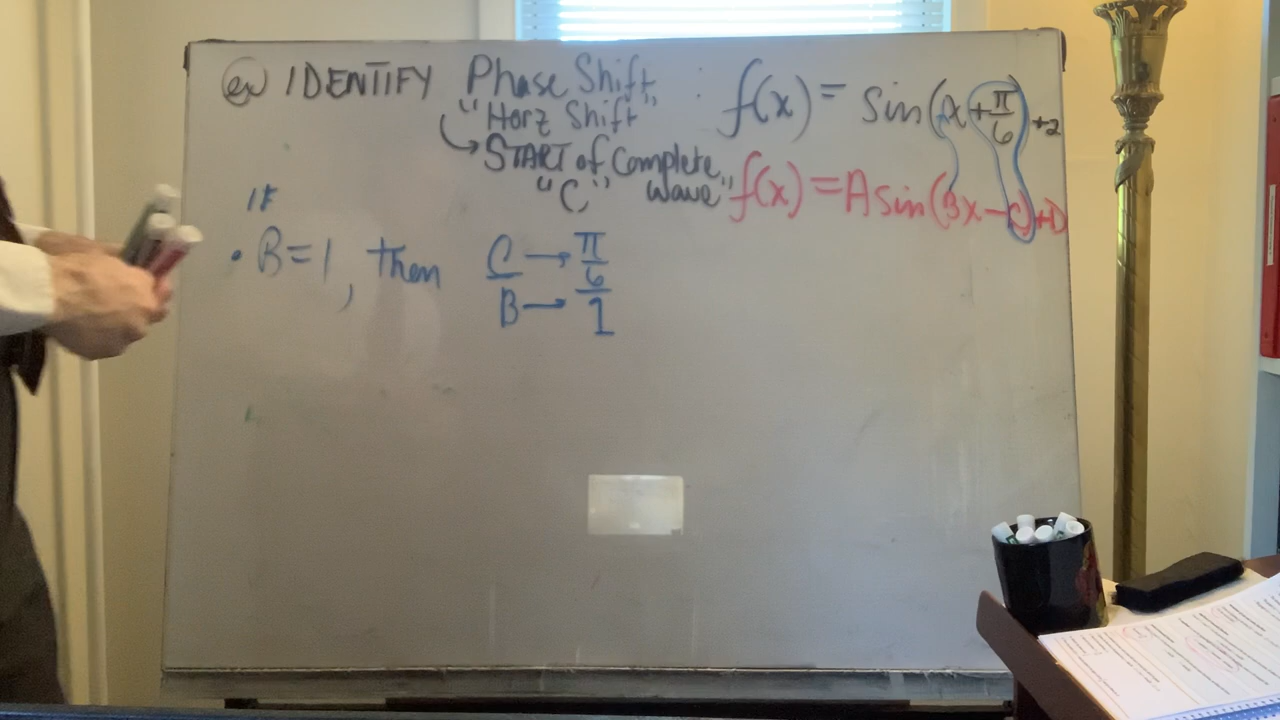 ex IDENTIFY Phase Shift : f(x) = sin(x + π/6) + 2
"Horz Shift"
↳ START of Complete Wave"
"C"
f(x) = A sin(Bx - C) + D
IF
• B = 1, then C → π/6
B → 1